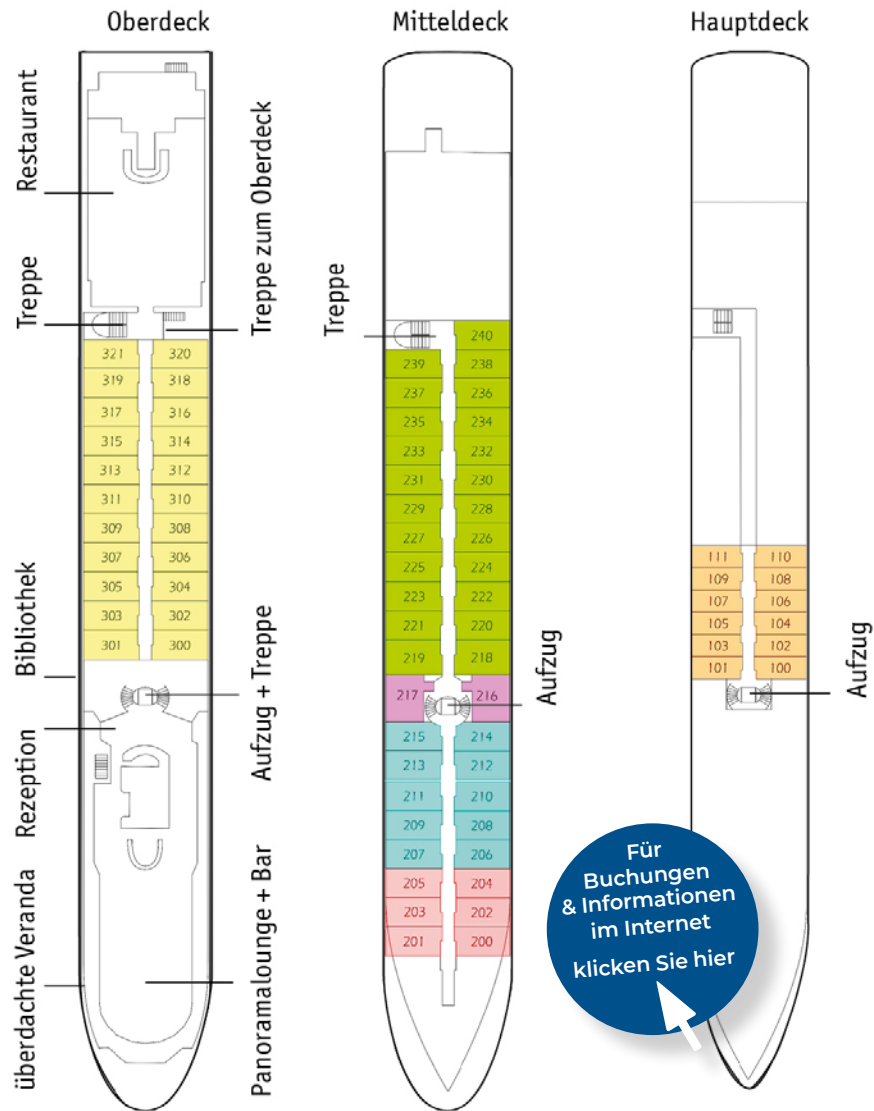 Oberdeck
Mitteldeck
Hauptdeck
Restaurant
Treppe
Treppe zum Oberdeck
Bibliothek
Rezeption
überdachte Veranda
Aufzug + Treppe
Panoramalounge + Bar
321 320
319 318
317 316
315 314
313 312
311 310
309 308
307 306
305 304
303 302
301 300
Treppe
Aufzug
240
239 238
237 236
235 234
233 232
231 230
229 228
227 226
225 224
223 222
221 220
219 218
217 216
215 214
213 212
211 210
209 208
207 206
205 204
203 202
201 200
111 110
109 108
107 106
105 104
103 102
101 100
Aufzug
Für
Buchungen
& Informationen
im Internet
klicken Sie hier